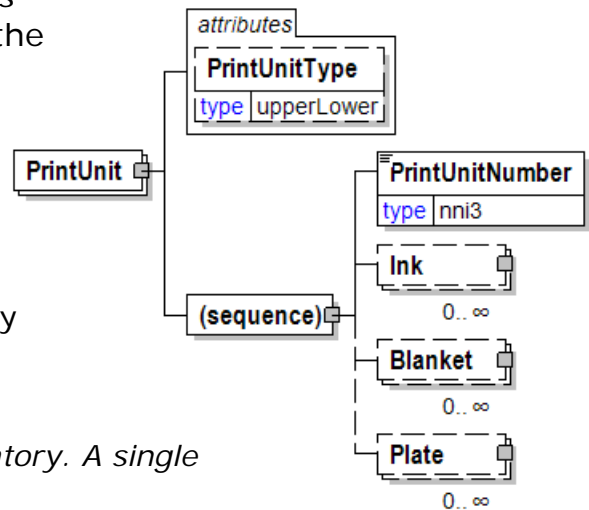 s
the
attributes
PrintUnitType
type upperLower
PrintUnit
PrintUnitNumber
type nni3
Ink
0.. ∞
(sequence)
y
Blanket
0.. ∞
tory. A single
Plate
0.. ∞